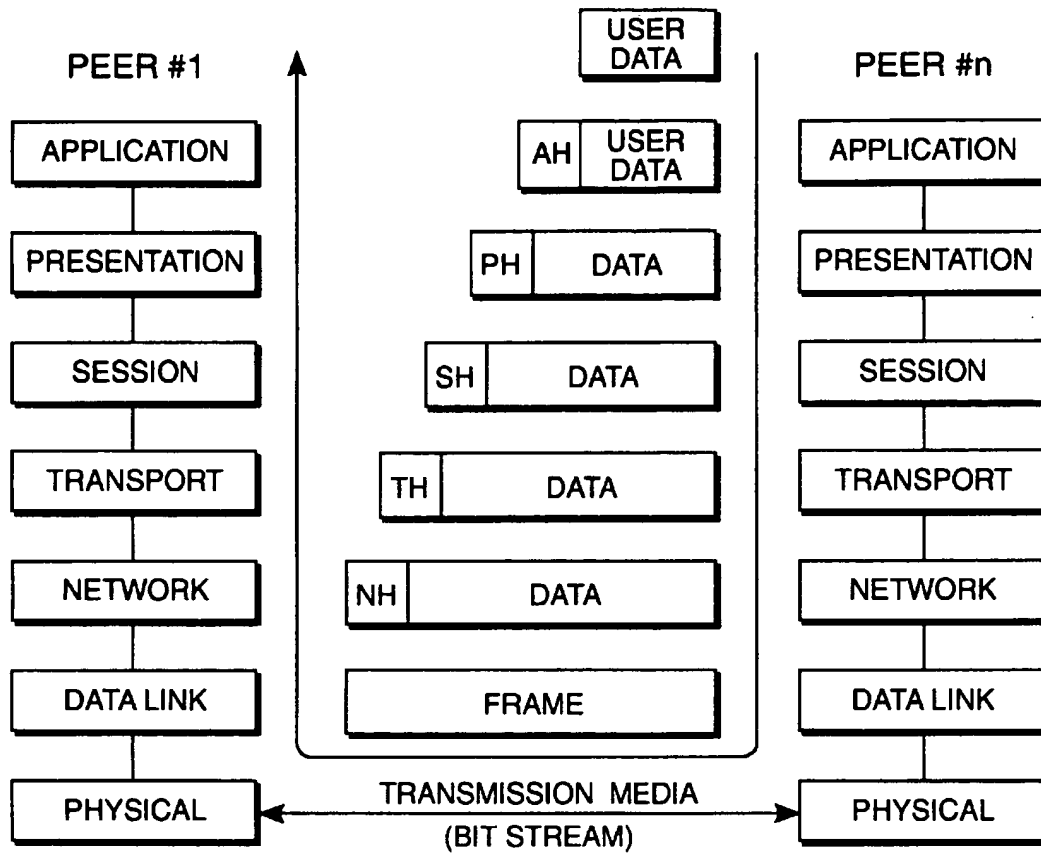 PEER #1
USER
DATA
PEER #n
APPLICATION
AH
USER
DATA
APPLICATION
PRESENTATION
PH
DATA
PRESENTATION
SESSION
SH
DATA
SESSION
TRANSPORT
TH
DATA
TRANSPORT
NETWORK
NH
DATA
NETWORK
DATA LINK
FRAME
DATA LINK
PHYSICAL
TRANSMISSION MEDIA
(BIT STREAM)
PHYSICAL